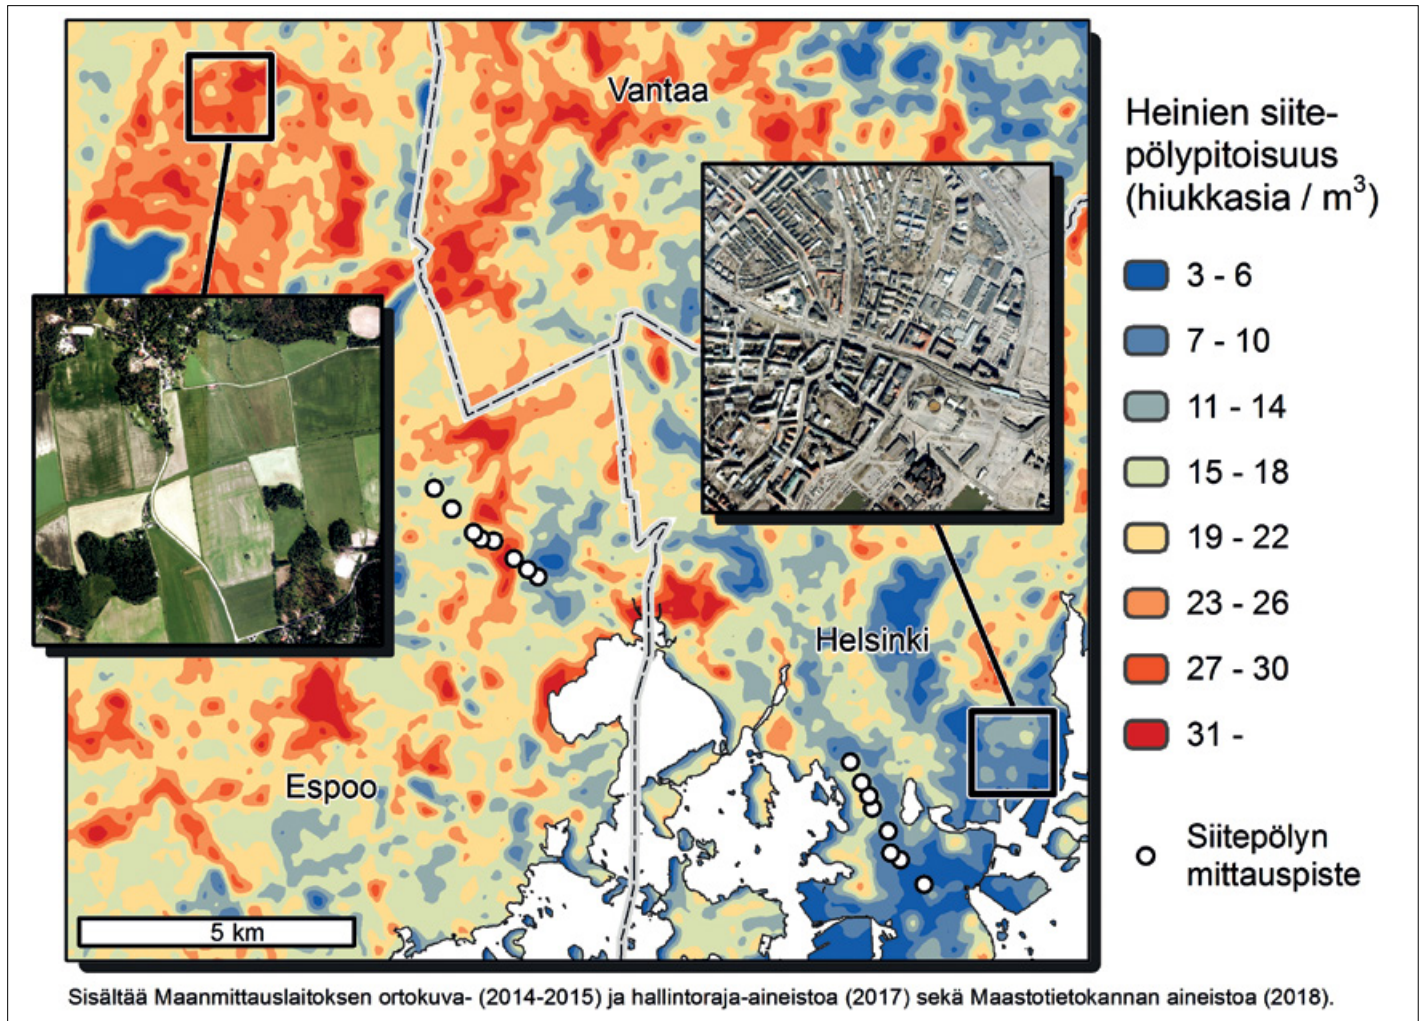 Vantaa
Helsinki
Espoo
5 km
Heinien siite-
pölypitoisuus
(hiukkasia / m³)
3 - 6
7 - 10
11 - 14
15 - 18
19 - 22
23 - 26
27 - 30
31 -
Siitepölyn
mittauspiste
Sisältää Maanmittauslaitoksen ortokuva- (2014-2015) ja hallintoraja-aineistoa (2017) sekä Maastotietokannan aineistoa (2018).